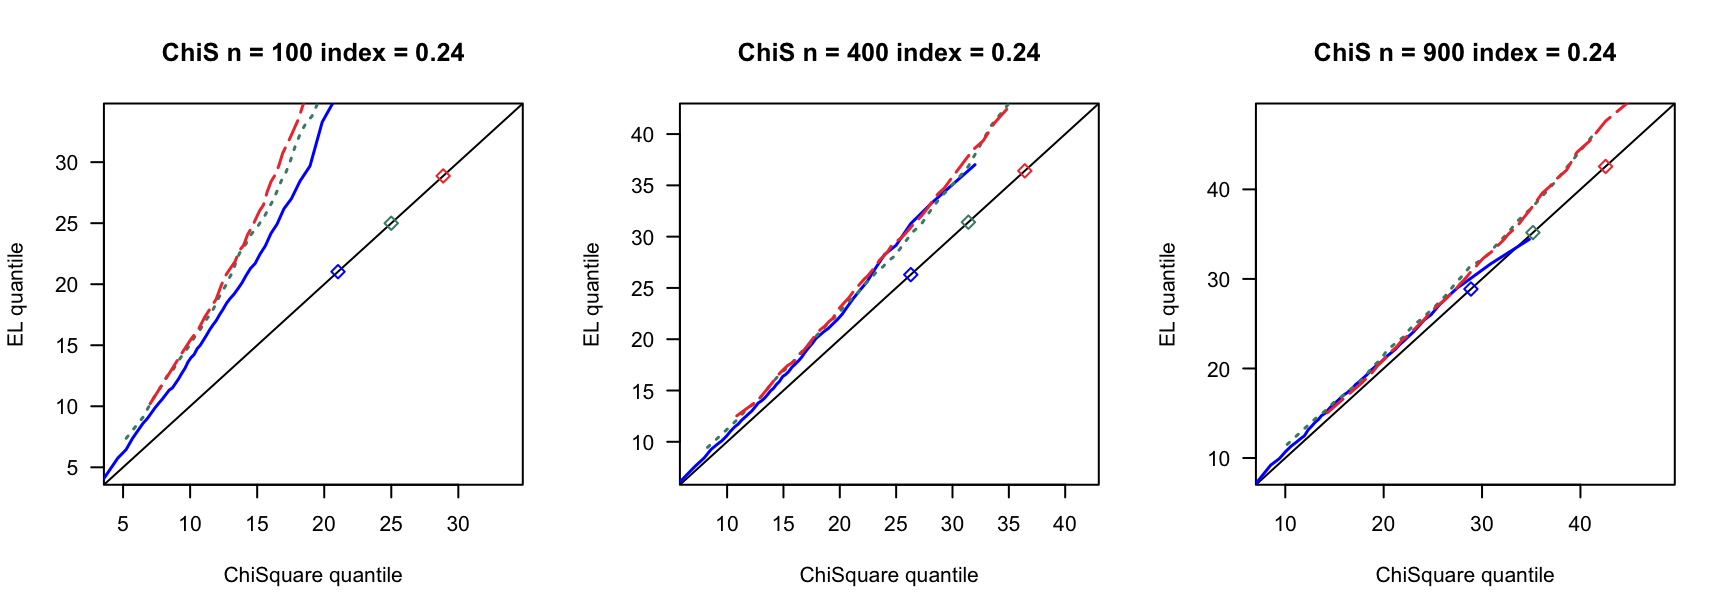 ChiS n = 100 index = 0.24
EL quantile
30
25
20
15
10
5
5 10 15 20 25 30
ChiSquare quantile
ChiS n = 400 index = 0.24
EL quantile
40
35
30
25
20
15
10
10 15 20 25 30 35 40
ChiSquare quantile
ChiS n = 900 index = 0.24
EL quantile
40
30
20
10
10 20 30 40
ChiSquare quantile